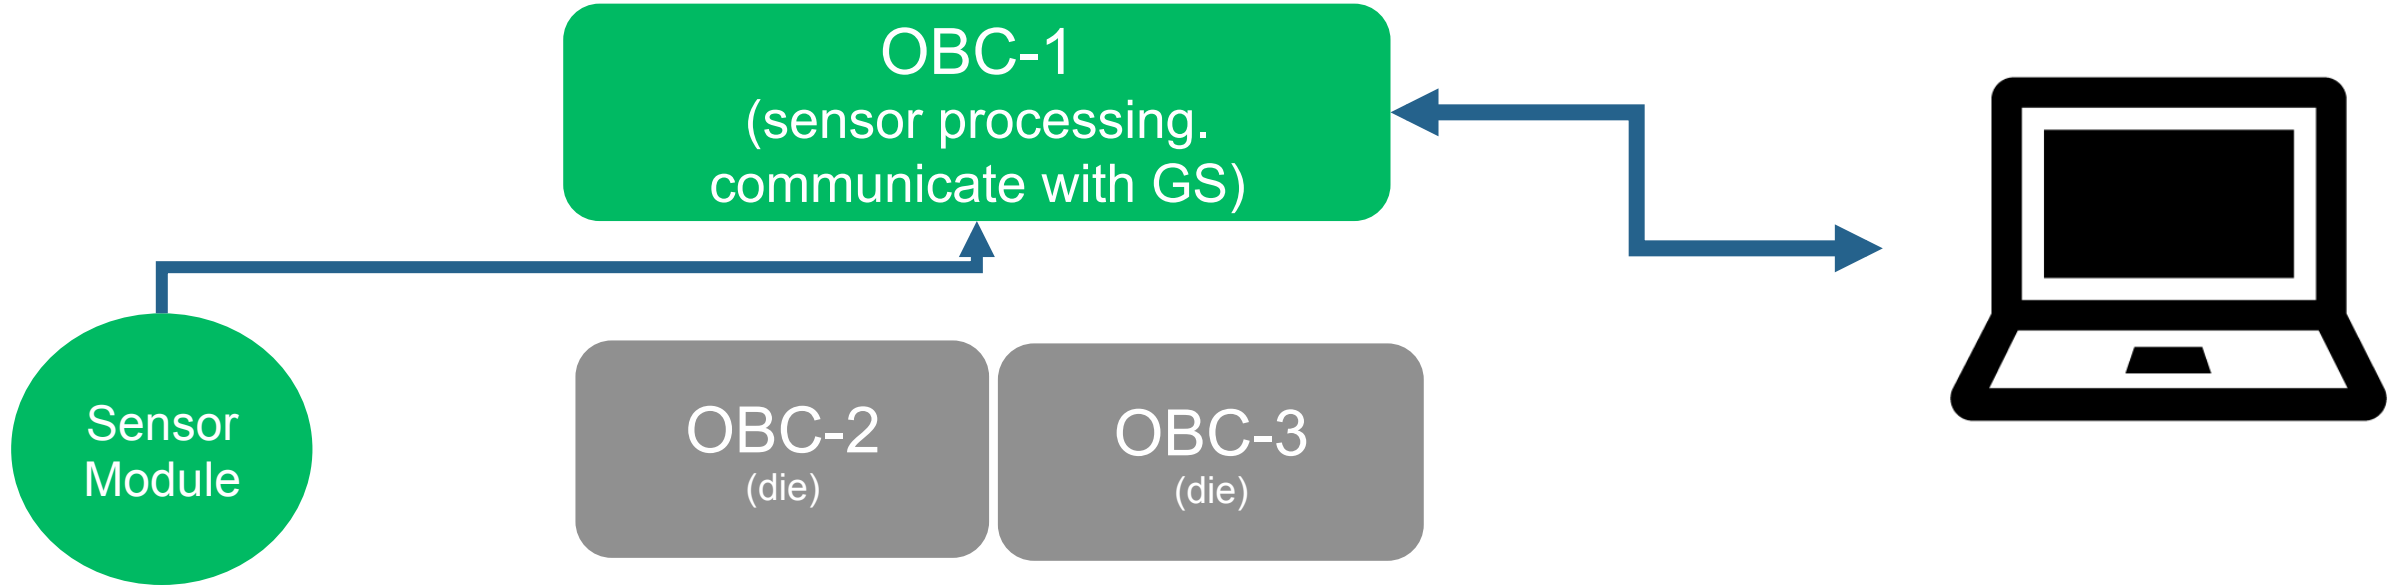 OBC-1
(sensor processing.
communicate with GS)
Sensor
Module
OBC-2
(die)
OBC-3
(die)